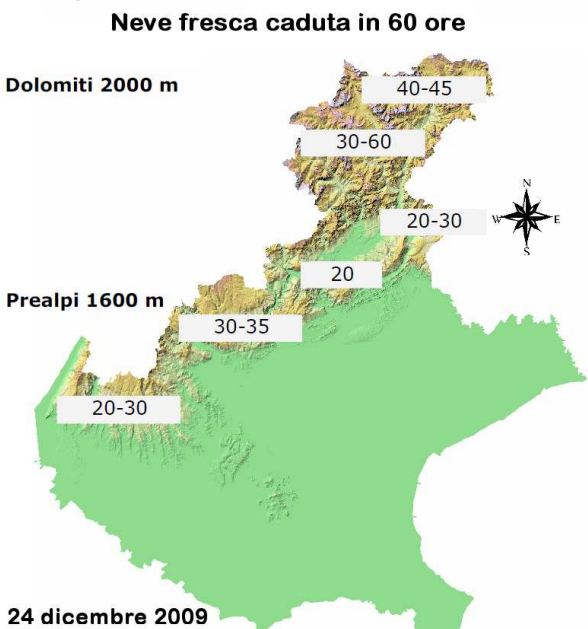 Neve fresca caduta in 60 ore
Dolomiti 2000 m
40-45
30-60
N
W E
S
20-30
20
Prealpi 1600 m
30-35
20-30
24 dicembre 2009